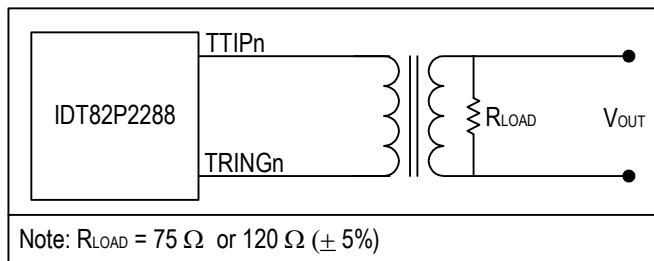 TTIPn
IDT82P2288
RLOAD
VOUT
TRINGn
Note: RLOAD = 75 Ω or 120 Ω (± 5%)